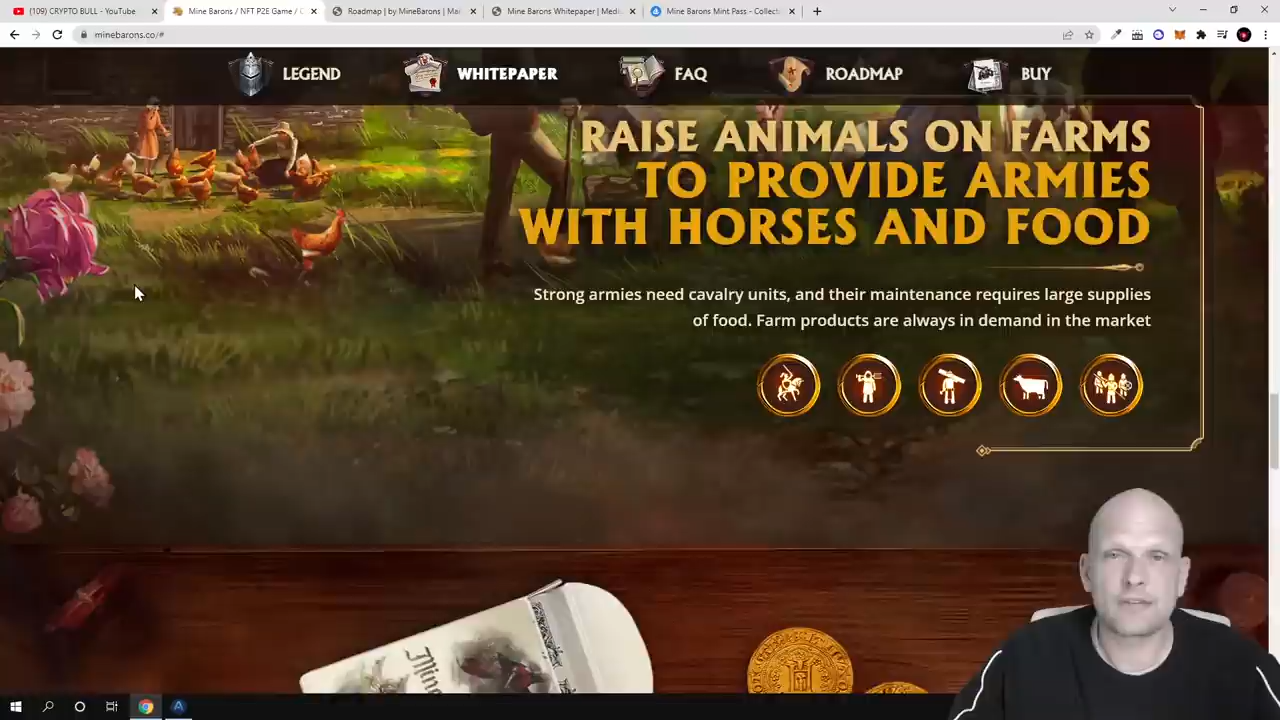 (109) CRYPTO BULL - YouTube
Mine Barons / NFT P2E Game / C
Roadmap | by MineBarons | Mar
Mine Barons Whitepaper | Medi
Mine Barons Mint Pass - Collecti
minebarons.co/#
LEGEND
WHITEPAPER
FAQ
ROADMAP
BUY
RAISE ANIMALS ON FARMS
TO PROVIDE ARMIES
WITH HORSES AND FOOD
Strong armies need cavalry units, and their maintenance requires large supplies
of food. Farm products are always in demand in the market